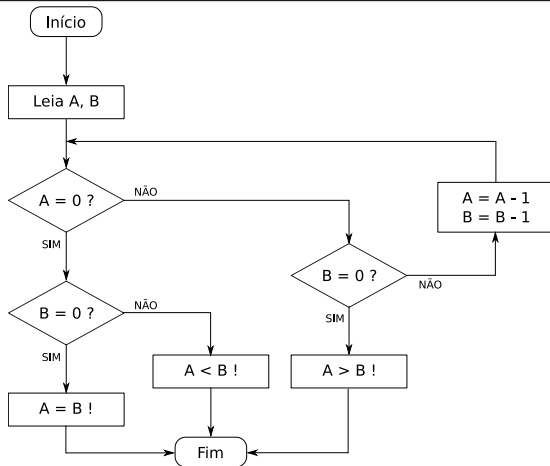 Início
Leia A, B
A = 0 ?
NÃO
SIM
A = A - 1
B = B - 1
B = 0 ?
NÃO
SIM
B = 0 ?
NÃO
SIM
A < B !
A > B !
A = B !
Fim